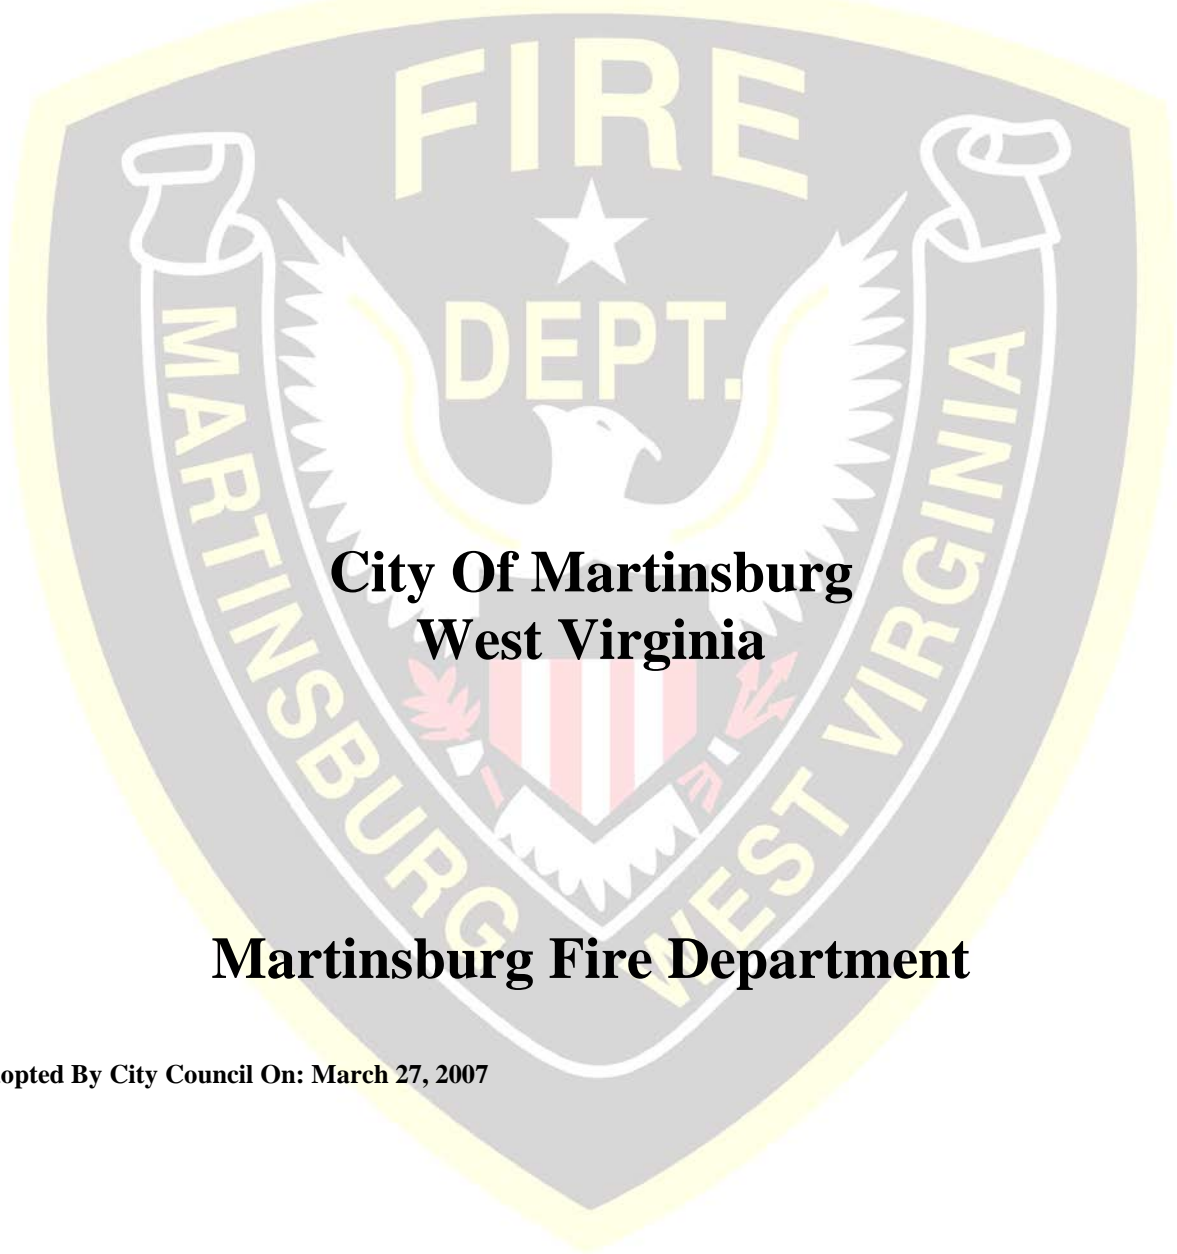 FIRE
DEPT.
MARTINSBURG
WEST VIRGINIA
City Of Martinsburg
West Virginia
Martinsburg Fire Department
opted By City Council On: March 27, 2007